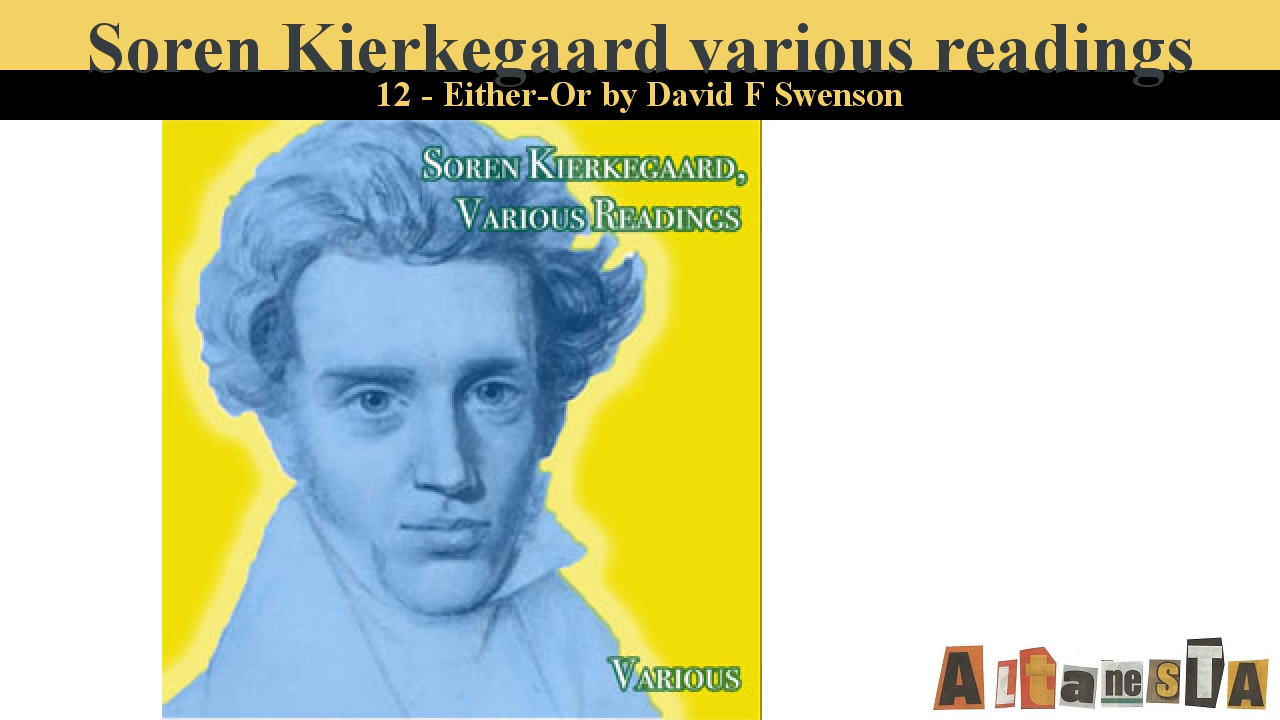 Soren Kierkegaard various readings
12 - Either-Or by David F Swenson
Soren Kierkegaard,
Various Readings
Various
AltanesTA